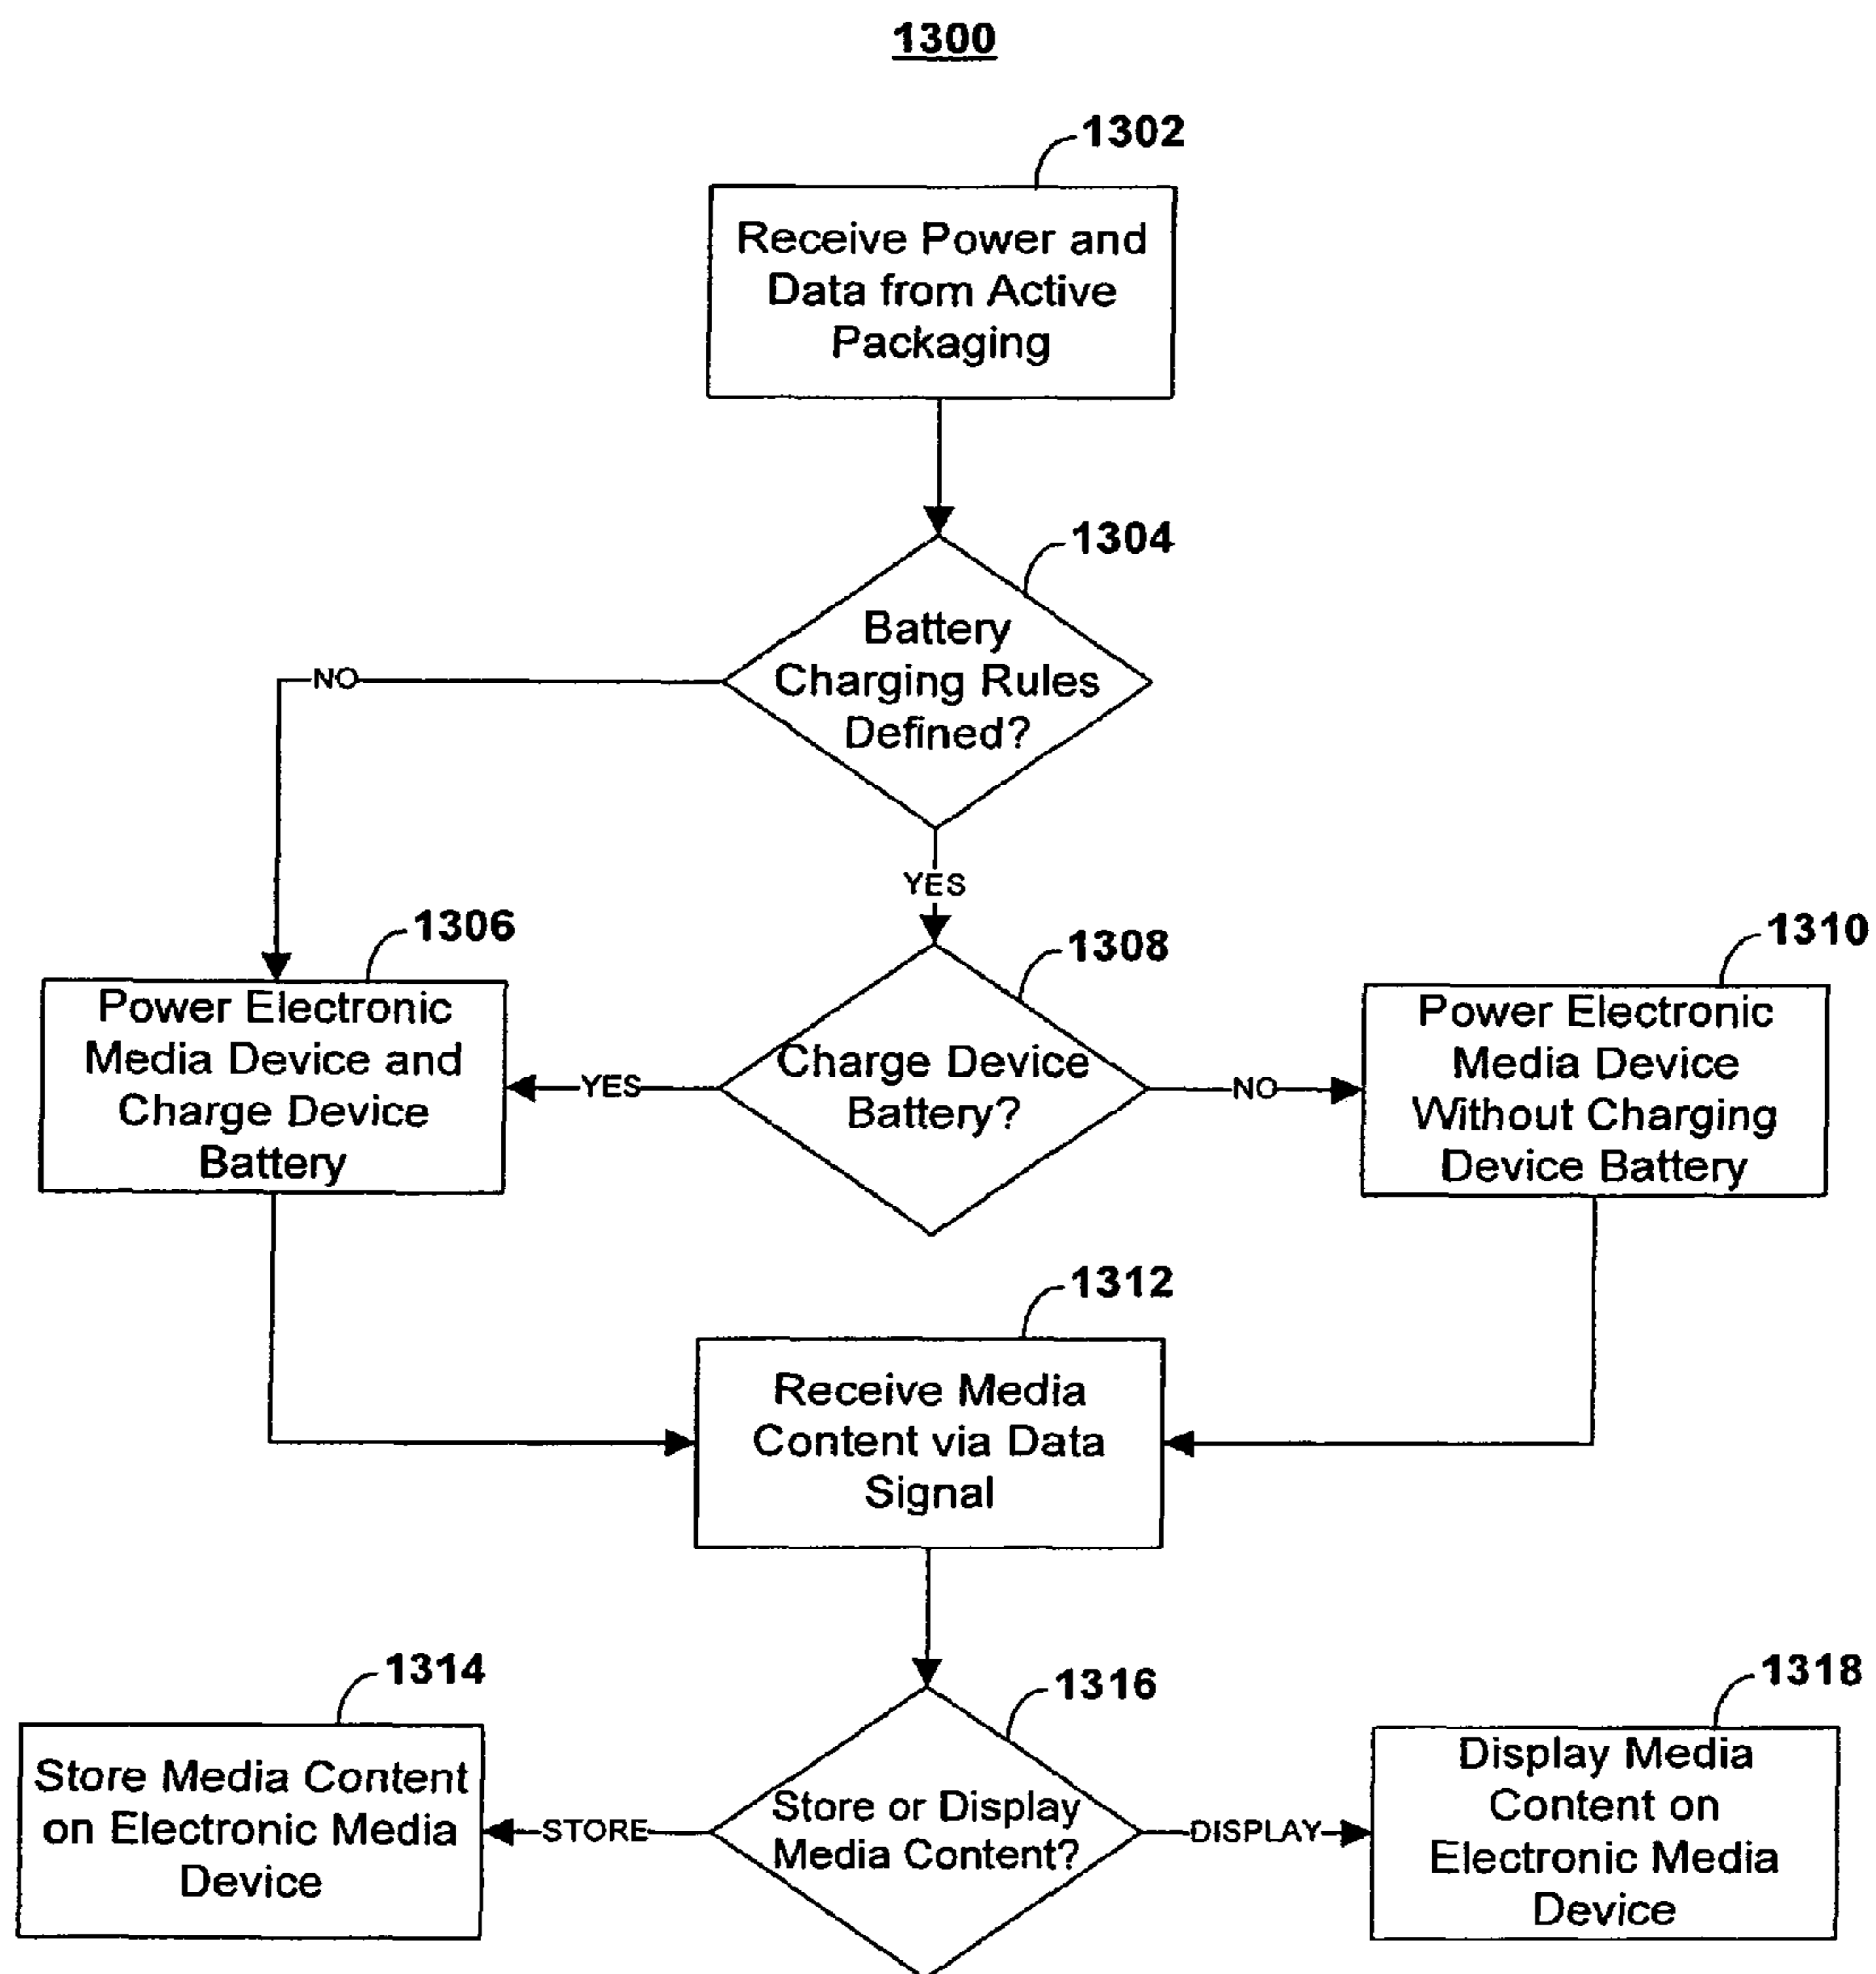 1300
1302
Receive Power and
Data from Active
Packaging
1304
Battery
Charging Rules
Defined?
NO
YES
1306
Power Electronic
Media Device and
Charge Device
Battery
1308
Charge Device
Battery?
YES
NO
1310
Power Electronic
Media Device
Without Charging
Device Battery
1312
Receive Media
Content via Data
Signal
1314
Store Media Content
on Electronic Media
Device
1316
Store or Display
Media Content?
STORE
DISPLAY
1318
Display Media
Content on
Electronic Media
Device